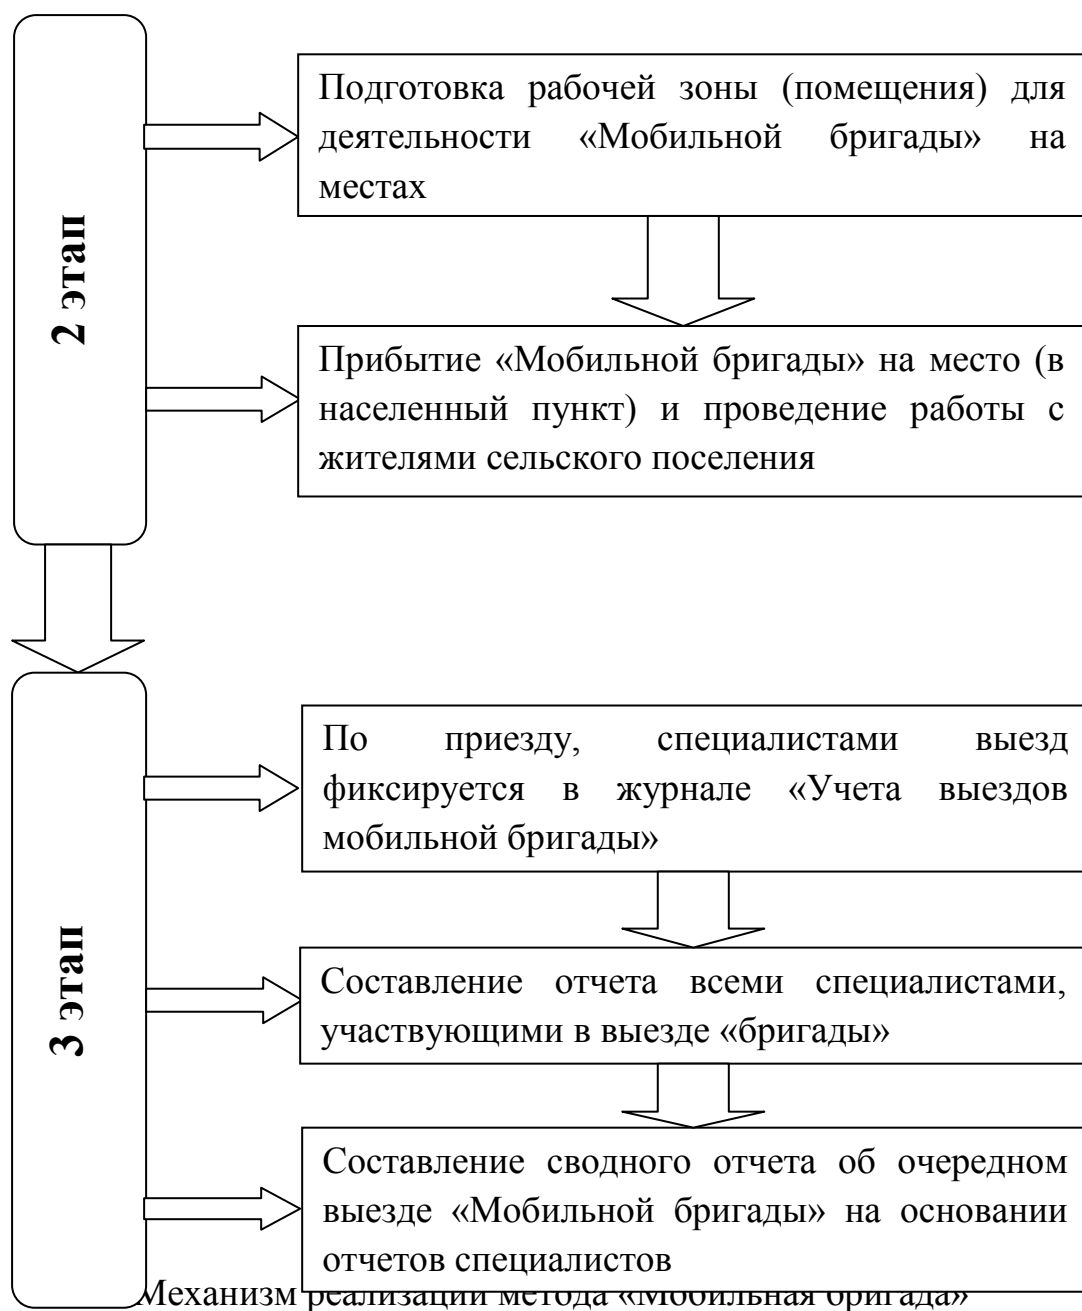 2 этап
Подготовка рабочей зоны (помещения) для
деятельности «Мобильной бригады» на
местах
Прибытие «Мобильной бригады» на место (в
населенный пункт) и проведение работы с
жителями сельского поселения
3 этап
По приезду, специалистами выезд
фиксируется в журнале «Учета выездов
мобильной бригады»
Составление отчета всеми специалистами,
участвующими в выезде «бригады»
Составление сводного отчета об очередном
выезде «Мобильной бригады» на основании
отчетов специалистов
Механизм реализации метода «Мобильная бригада»